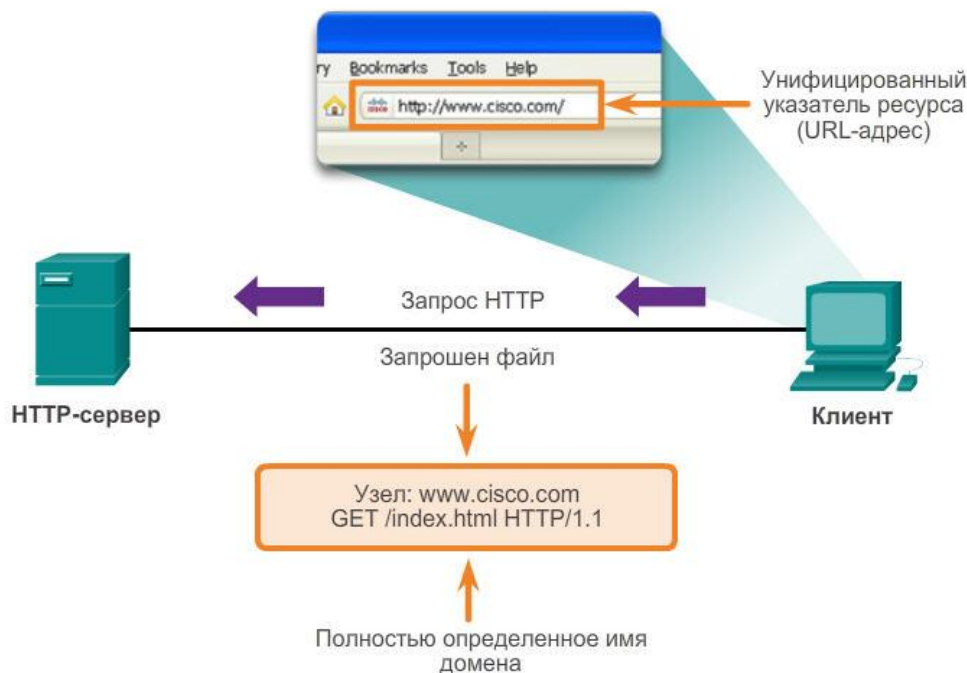 ry Bookmarks Tools Help
cisco http://www.cisco.com/
Унифицированный
указатель ресурса
(URL-адрес)
Запрос HTTP
Запрошен файл
HTTP-сервер
Клиент
Узел: www.cisco.com
GET /index.html HTTP/1.1
Полностью определенное имя
домена